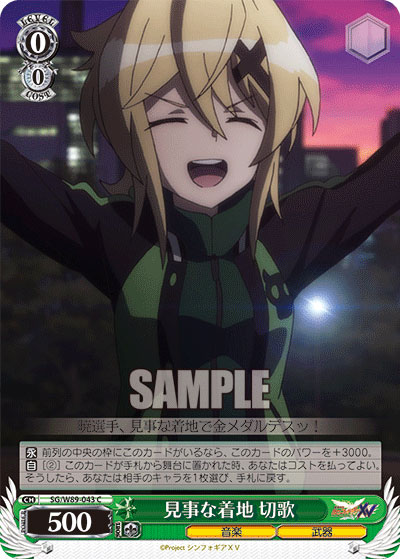 LEVEL
0
0
COST
SAMPLE
暁選手、見事な着地で金メダルデスッ!
永 前列の中央の枠にこのカードがいるなら、このカードのパワーを+3000。
自 [②] このカードが手札から舞台に置かれた時、あなたはコストを払ってよい。
そうしたら、あなたは相手のキャラを1枚選び、手札に戻す。
CH SG/W89-043 C
500
見事な着地 切歌
音楽
武器
XV
©Project シンフォギアXV